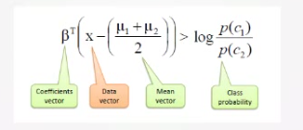 β^T(x-((μ₁+μ₂)/2)) > log p(c₁)/p(c₂)
Coefficients vector
Data vector
Mean vector
Class probability